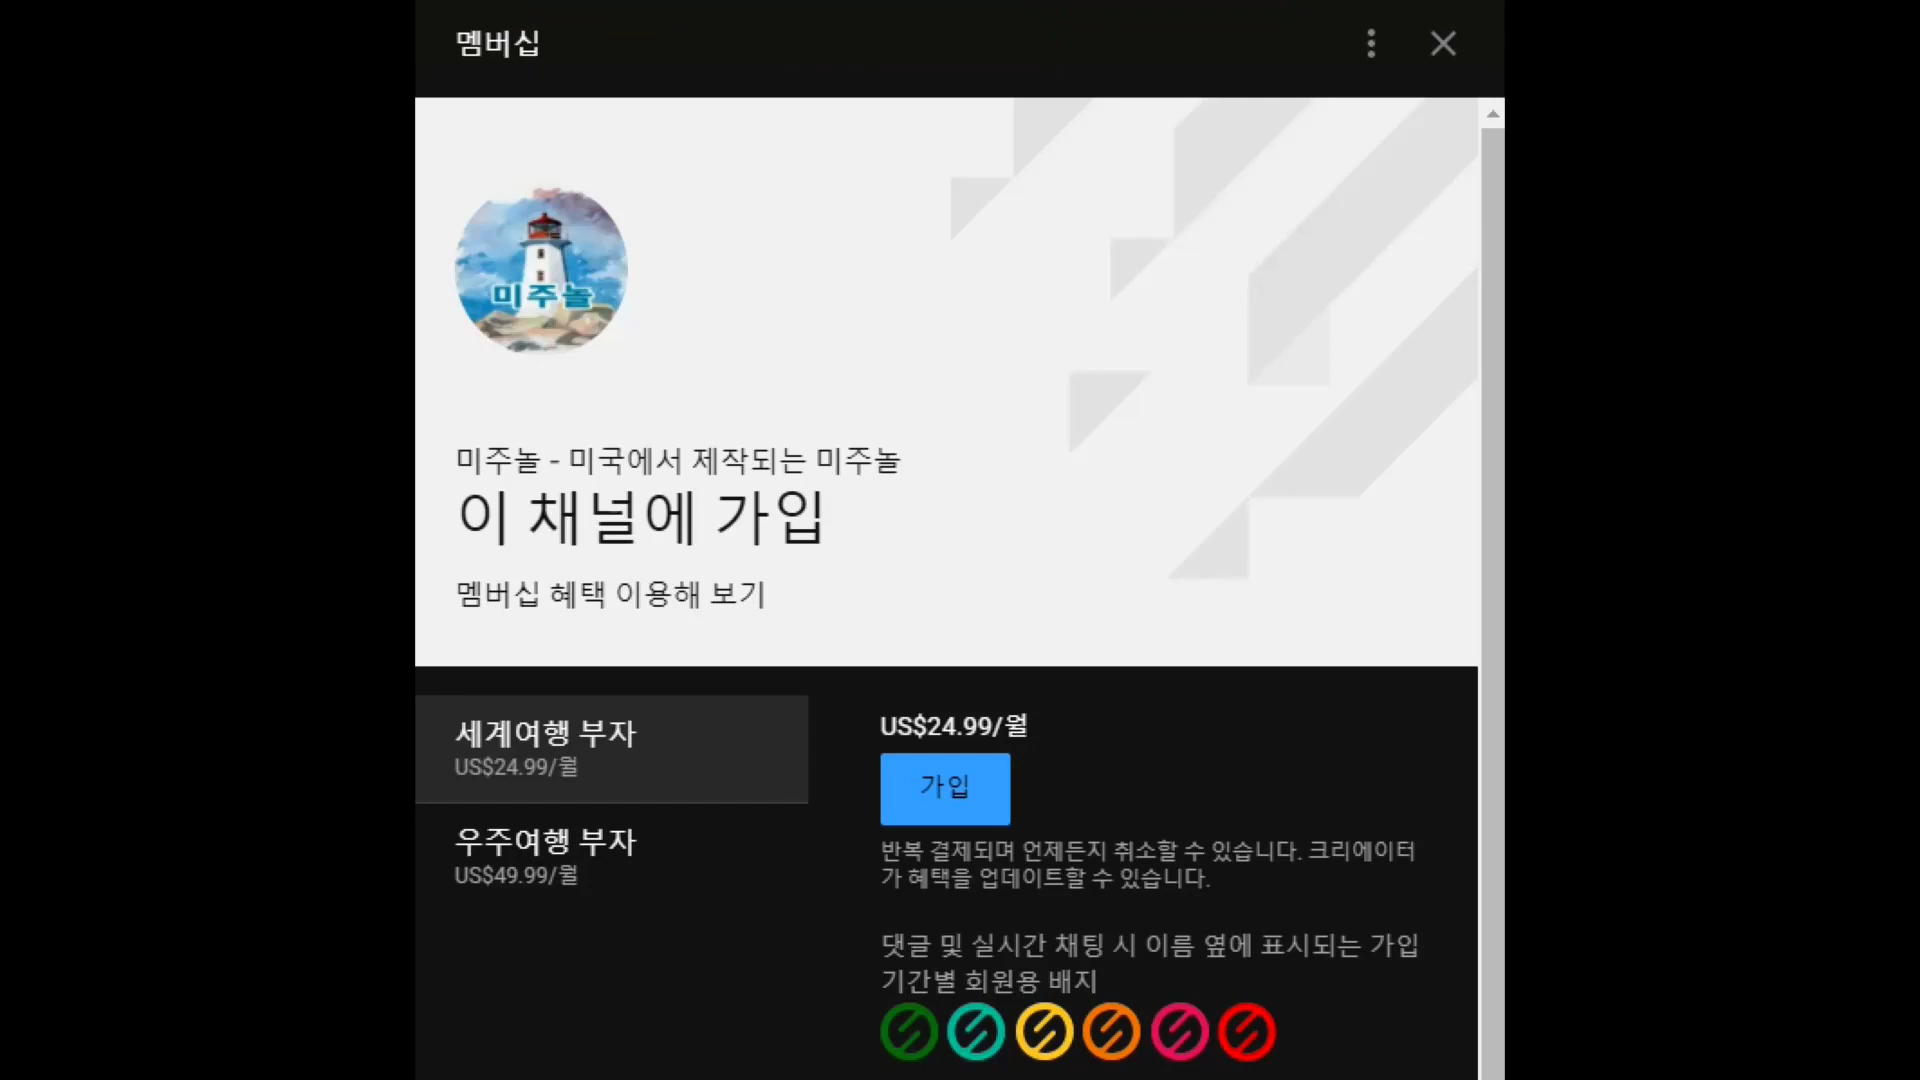 멤버십
미주놀
미주놀 - 미국에서 제작되는 미주놀
이 채널에 가입
멤버십 혜택 이용해 보기
세계여행 부자
US$24.99/월
우주여행 부자
US$49.99/월
US$24.99/월
가입
반복 결제되며 언제든지 취소할 수 있습니다. 크리에이터
가 혜택을 업데이트할 수 있습니다.
댓글 및 실시간 채팅 시 이름 옆에 표시되는 가입
기간별 회원용 배지